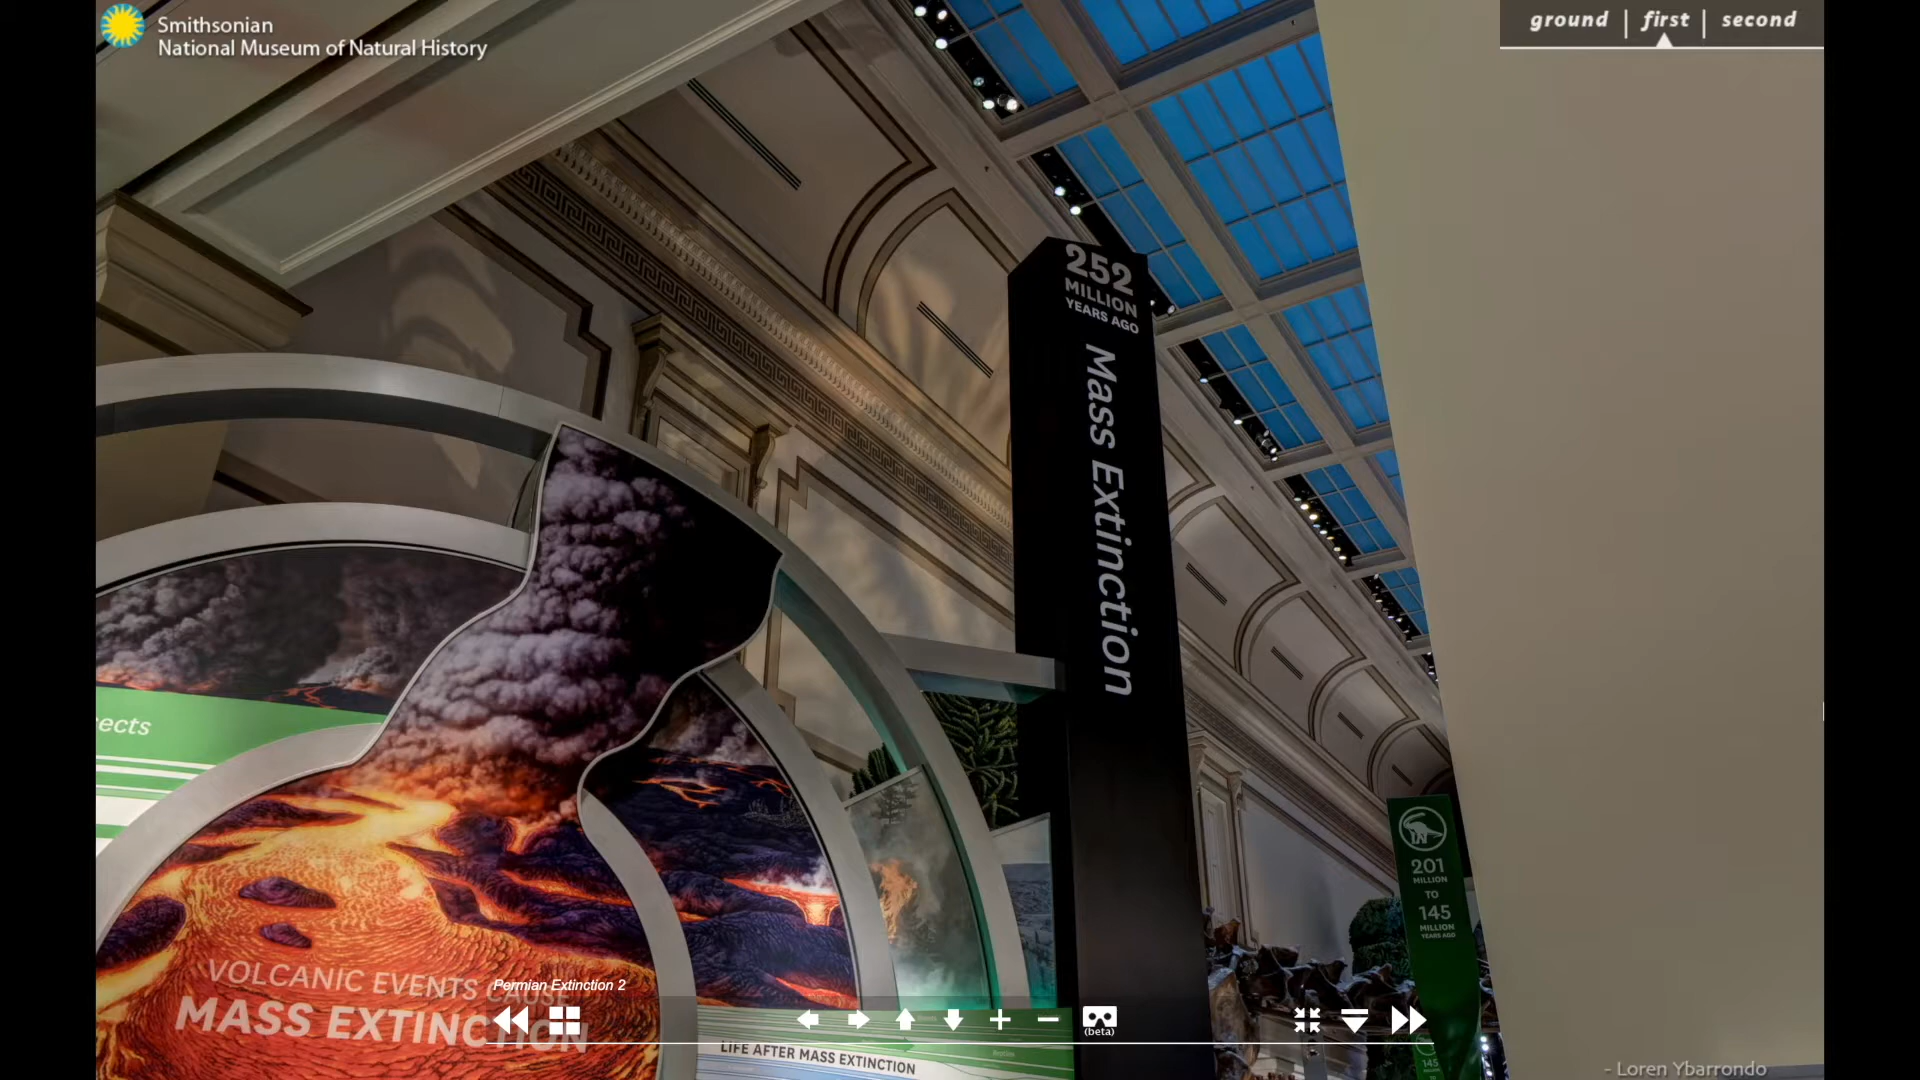 Smithsonian
National Museum of Natural History
ground | first | second
252
MILLION
YEARS AGO
Mass Extinction
ects
201
MILLION
TO
145
MILLION
YEARS AGO
VOLCANIC EVENTS CAUSE
MASS EXTINCTION
Permian Extinction 2
(beta)
LIFE AFTER MASS EXTINCTION
Reptiles
145
- Loren Ybarrondo